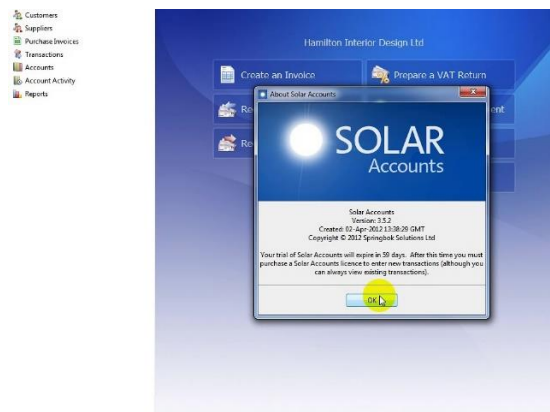 Customers
Suppliers
Purchase Invoices
Transactions
Accounts
Account Activity
Reports
Hamilton Interior Design Ltd
Create an Invoice
Prepare a VAT Return
About Solar Accounts
Re
ent
Re
SOLAR
Accounts
Solar Accounts
Version: 3.5.2
Created: 02-Apr-2012 13:38:29 GMT
Copyright © 2012 Springbok Solutions Ltd
Your trial of Solar Accounts will expire in 59 days. After this time you must
purchase a Solar Accounts licence to enter new transactions (although you
can always view existing transactions).
OK